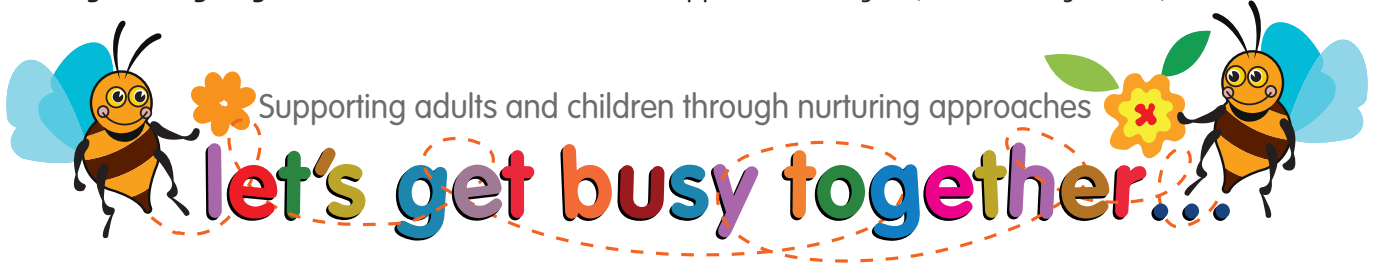 Supporting adults and children through nurturing approaches
let's get busy together...